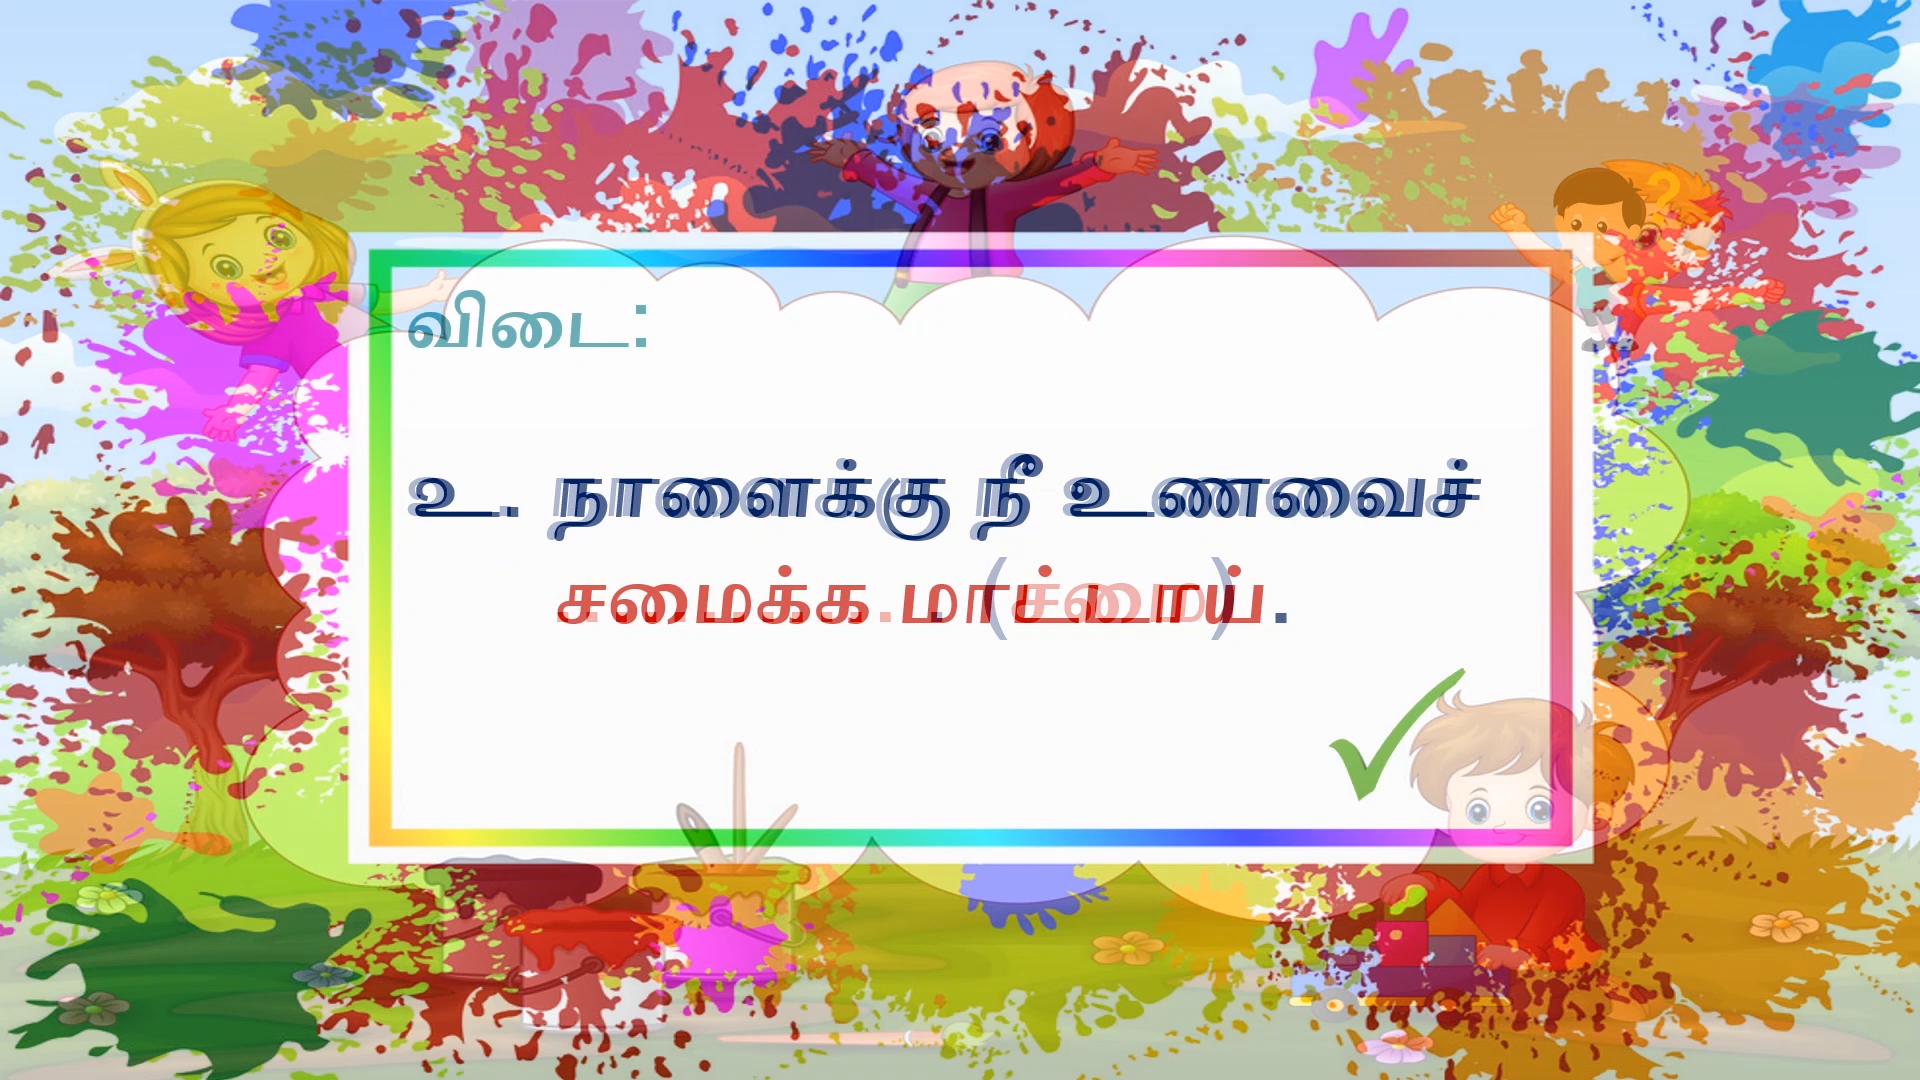 விடை:
உ. நாளைக்கு நீ உணவைச்
சமைக்க மாட்டாய்.